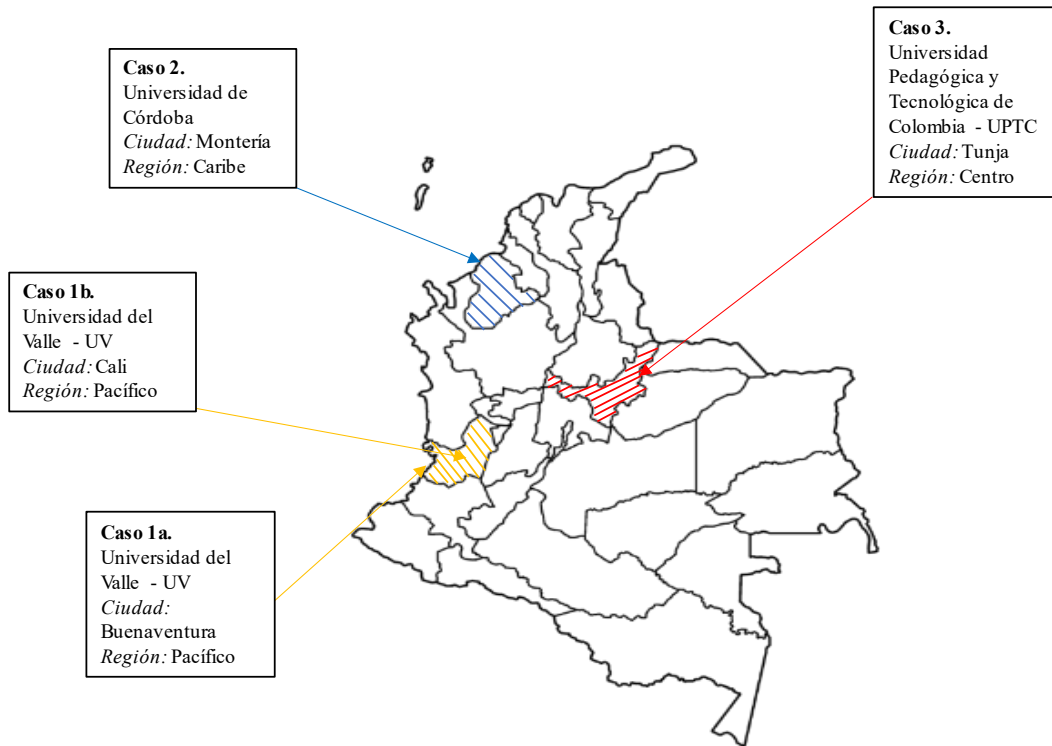 Caso 3.
Universidad
Pedagógica y
Tecnológica de
Colombia - UPTC
Ciudad: Tunja
Región: Centro
Caso 2.
Universidad de
Córdoba
Ciudad: Montería
Región: Caribe
Caso 1b.
Universidad del
Valle - UV
Ciudad: Cali
Región: Pacífico
Caso 1a.
Universidad del
Valle - UV
Ciudad:
Buenaventura
Región: Pacífico